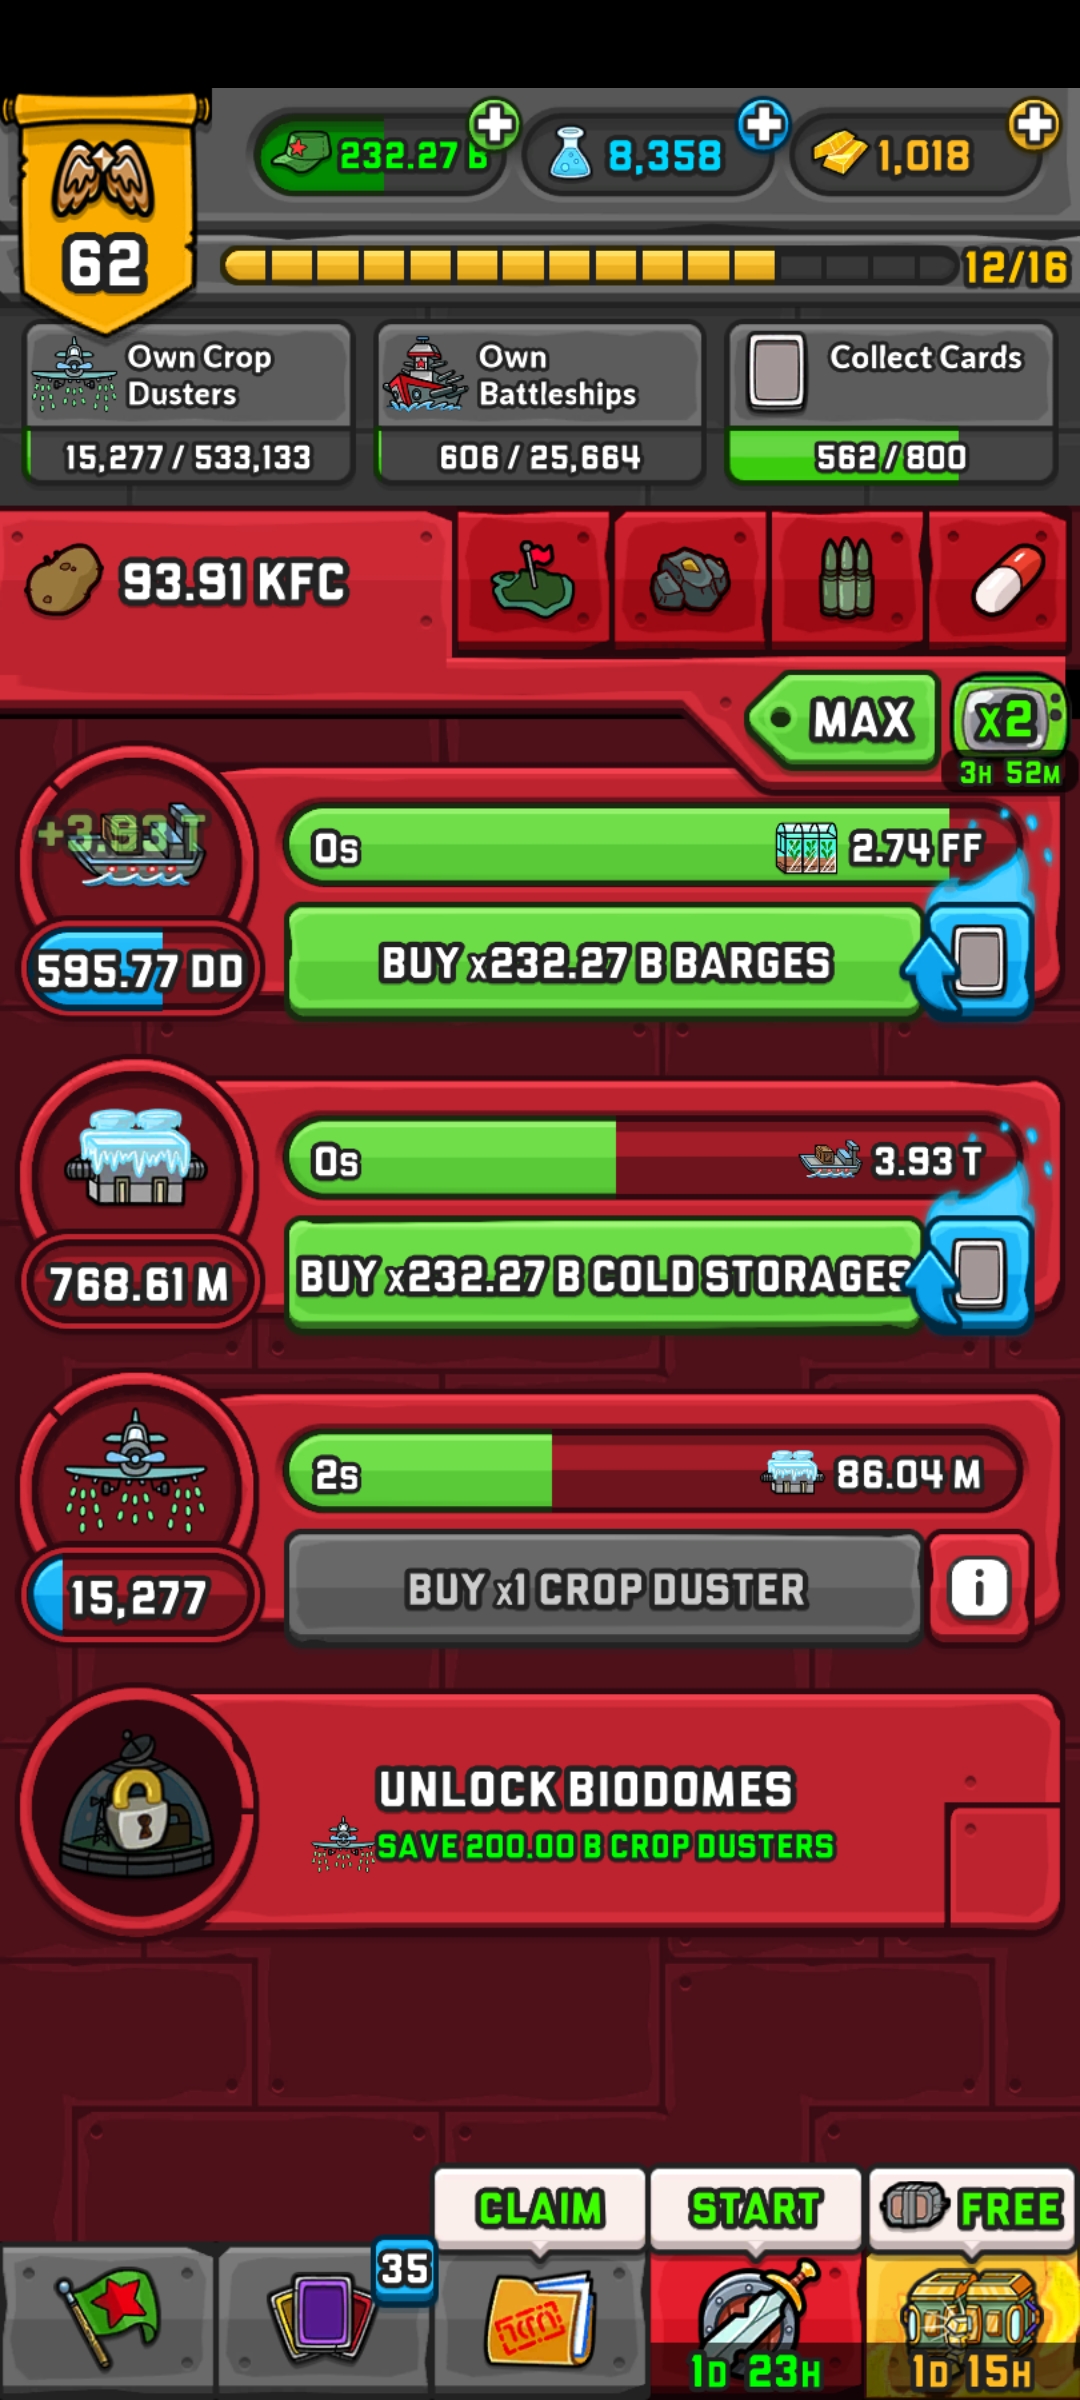 232.27 B
8,358
1,018
62
12/16
Own Crop
Dusters
15,277 / 533,133
Own
Battleships
606 / 25,664
Collect Cards
562 / 800
93.91 KFC
MAX
x2
3H 52M
+3.93 T
0s
2.74 FF
595.77 DD
BUY x232.27 B BARGES
0s
3.93 T
768.61 M
BUY x232.27 B COLD STORAGES
2s
86.04 M
15,277
BUY x1 CROP DUSTER
i
UNLOCK BIODOMES
SAVE 200.00 B CROP DUSTERS
CLAIM
START
FREE
35
1D 23H
1D 15H